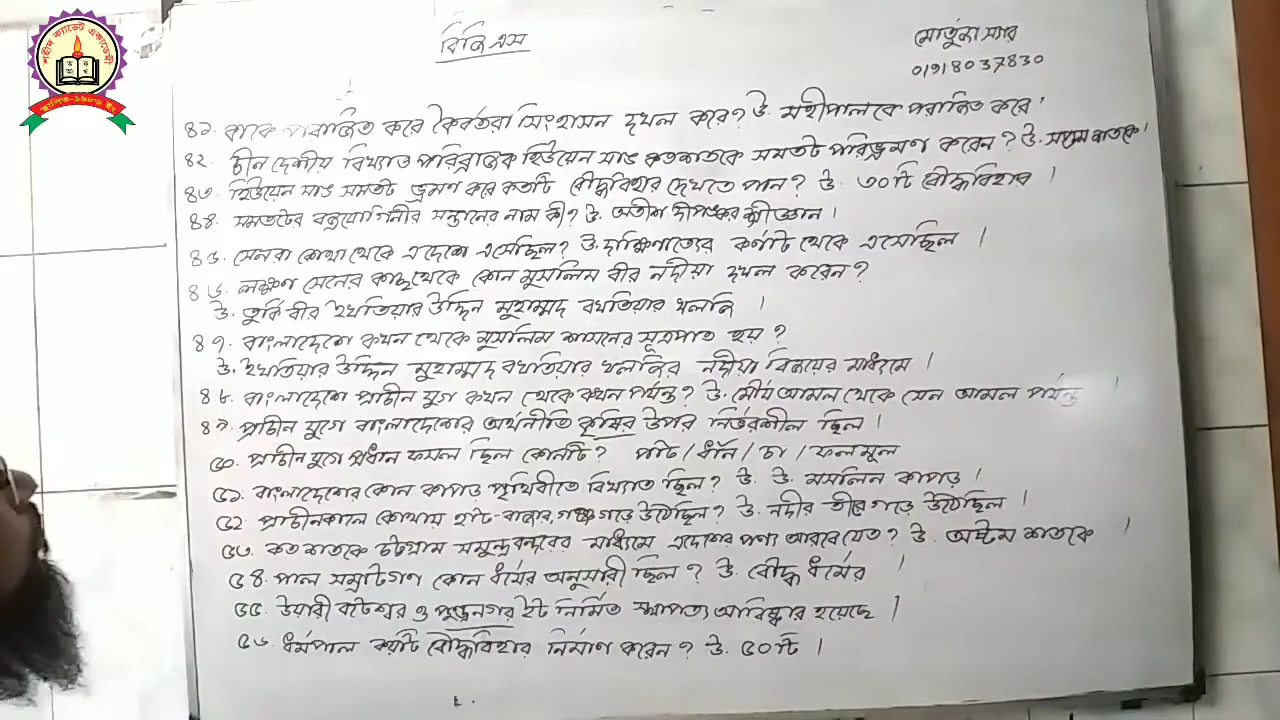 শহীদ ক্যাডেট একাডেমী
স্থাপিত-১৯৮৬ ইং
বিজিএস
মোর্তুজা স্যার
01918037830
৪১. কাকে পরাজিত করে কৈবর্তরা সিংহাসন দখল করে? উ. মহীপালকে পরাজিত করে।
৪২. চীন দেশীয় বিখ্যাত পরিব্রাজক হিউয়েন সাঙ কতশতকে সমতট পরিভ্রমণ করেন? উ. সপ্তম শতকে।
৪৩. হিউয়েন সাঙ সমতট ভ্রমণ করে কতটি বৌদ্ধবিহার দেখতে পান? উ. ৩০টি বৌদ্ধবিহার।
৪৪. সমতটের বজ্রযোগিনীর সন্তানের নাম কী? উ. অতীশ দীপঙ্কর শ্রীজ্ঞান।
৪৫. সেনরা কোথা থেকে এদেশে এসেছিল? উ. দাক্ষিণাত্যের কর্ণাট থেকে এসেছিল।
৪৬. লক্ষ্মণ সেনের কাছ থেকে কোন মুসলিম বীর নদীয়া দখল করেন?
উ. তুর্কি বীর ইখতিয়ার উদ্দিন মুহাম্মদ বখতিয়ার খলজি।
৪৭. বাংলাদেশে কখন থেকে মুসলিম শাসনের সূত্রপাত হয়?
উ. ইখতিয়ার উদ্দিন মুহাম্মদ বখতিয়ার খলজির নদীয়া বিজয়ের মাধ্যমে।
৪৮. বাংলাদেশে প্রাচীন যুগ কখন থেকে কখন পর্যন্ত? উ. মৌর্য আমল থেকে সেন আমল পর্যন্ত
৪৯. প্রাচীন যুগে বাংলাদেশের অর্থনীতি কৃষির উপর নির্ভরশীল ছিল।
৫০. প্রাচীন যুগে প্রধান ফসল ছিল কোনটি? পাট/ধান/চা/ফলমূল
৫১. বাংলাদেশের কোন কাপড় পৃথিবীতে বিখ্যাত ছিল? উ. উ. মসলিন কাপড়।
৫২. প্রাচীনকালে কোথায় হাট-বাজার, গঞ্জ গড়ে উঠেছিল? উ. নদীর তীরে গড়ে উঠেছিল।
৫৩. কত শতকে চট্টগ্রাম সমুদ্রবন্দরের মাধ্যমে এদেশের পণ্য আরবে যেত? উ. অষ্টম শতকে।
৫৪. পাল সম্রাটগণ কোন ধর্মের অনুসারী ছিল? উ. বৌদ্ধ ধর্মের।
৫৫. উয়ারী বটেশ্বর ও পুন্ড্রনগর ইট নির্মিত স্থাপত্য আবিষ্কার হয়েছে।
৫৬. ধর্মপাল কয়টি বৌদ্ধবিহার নির্মাণ করেন? উ. ৫০টি।